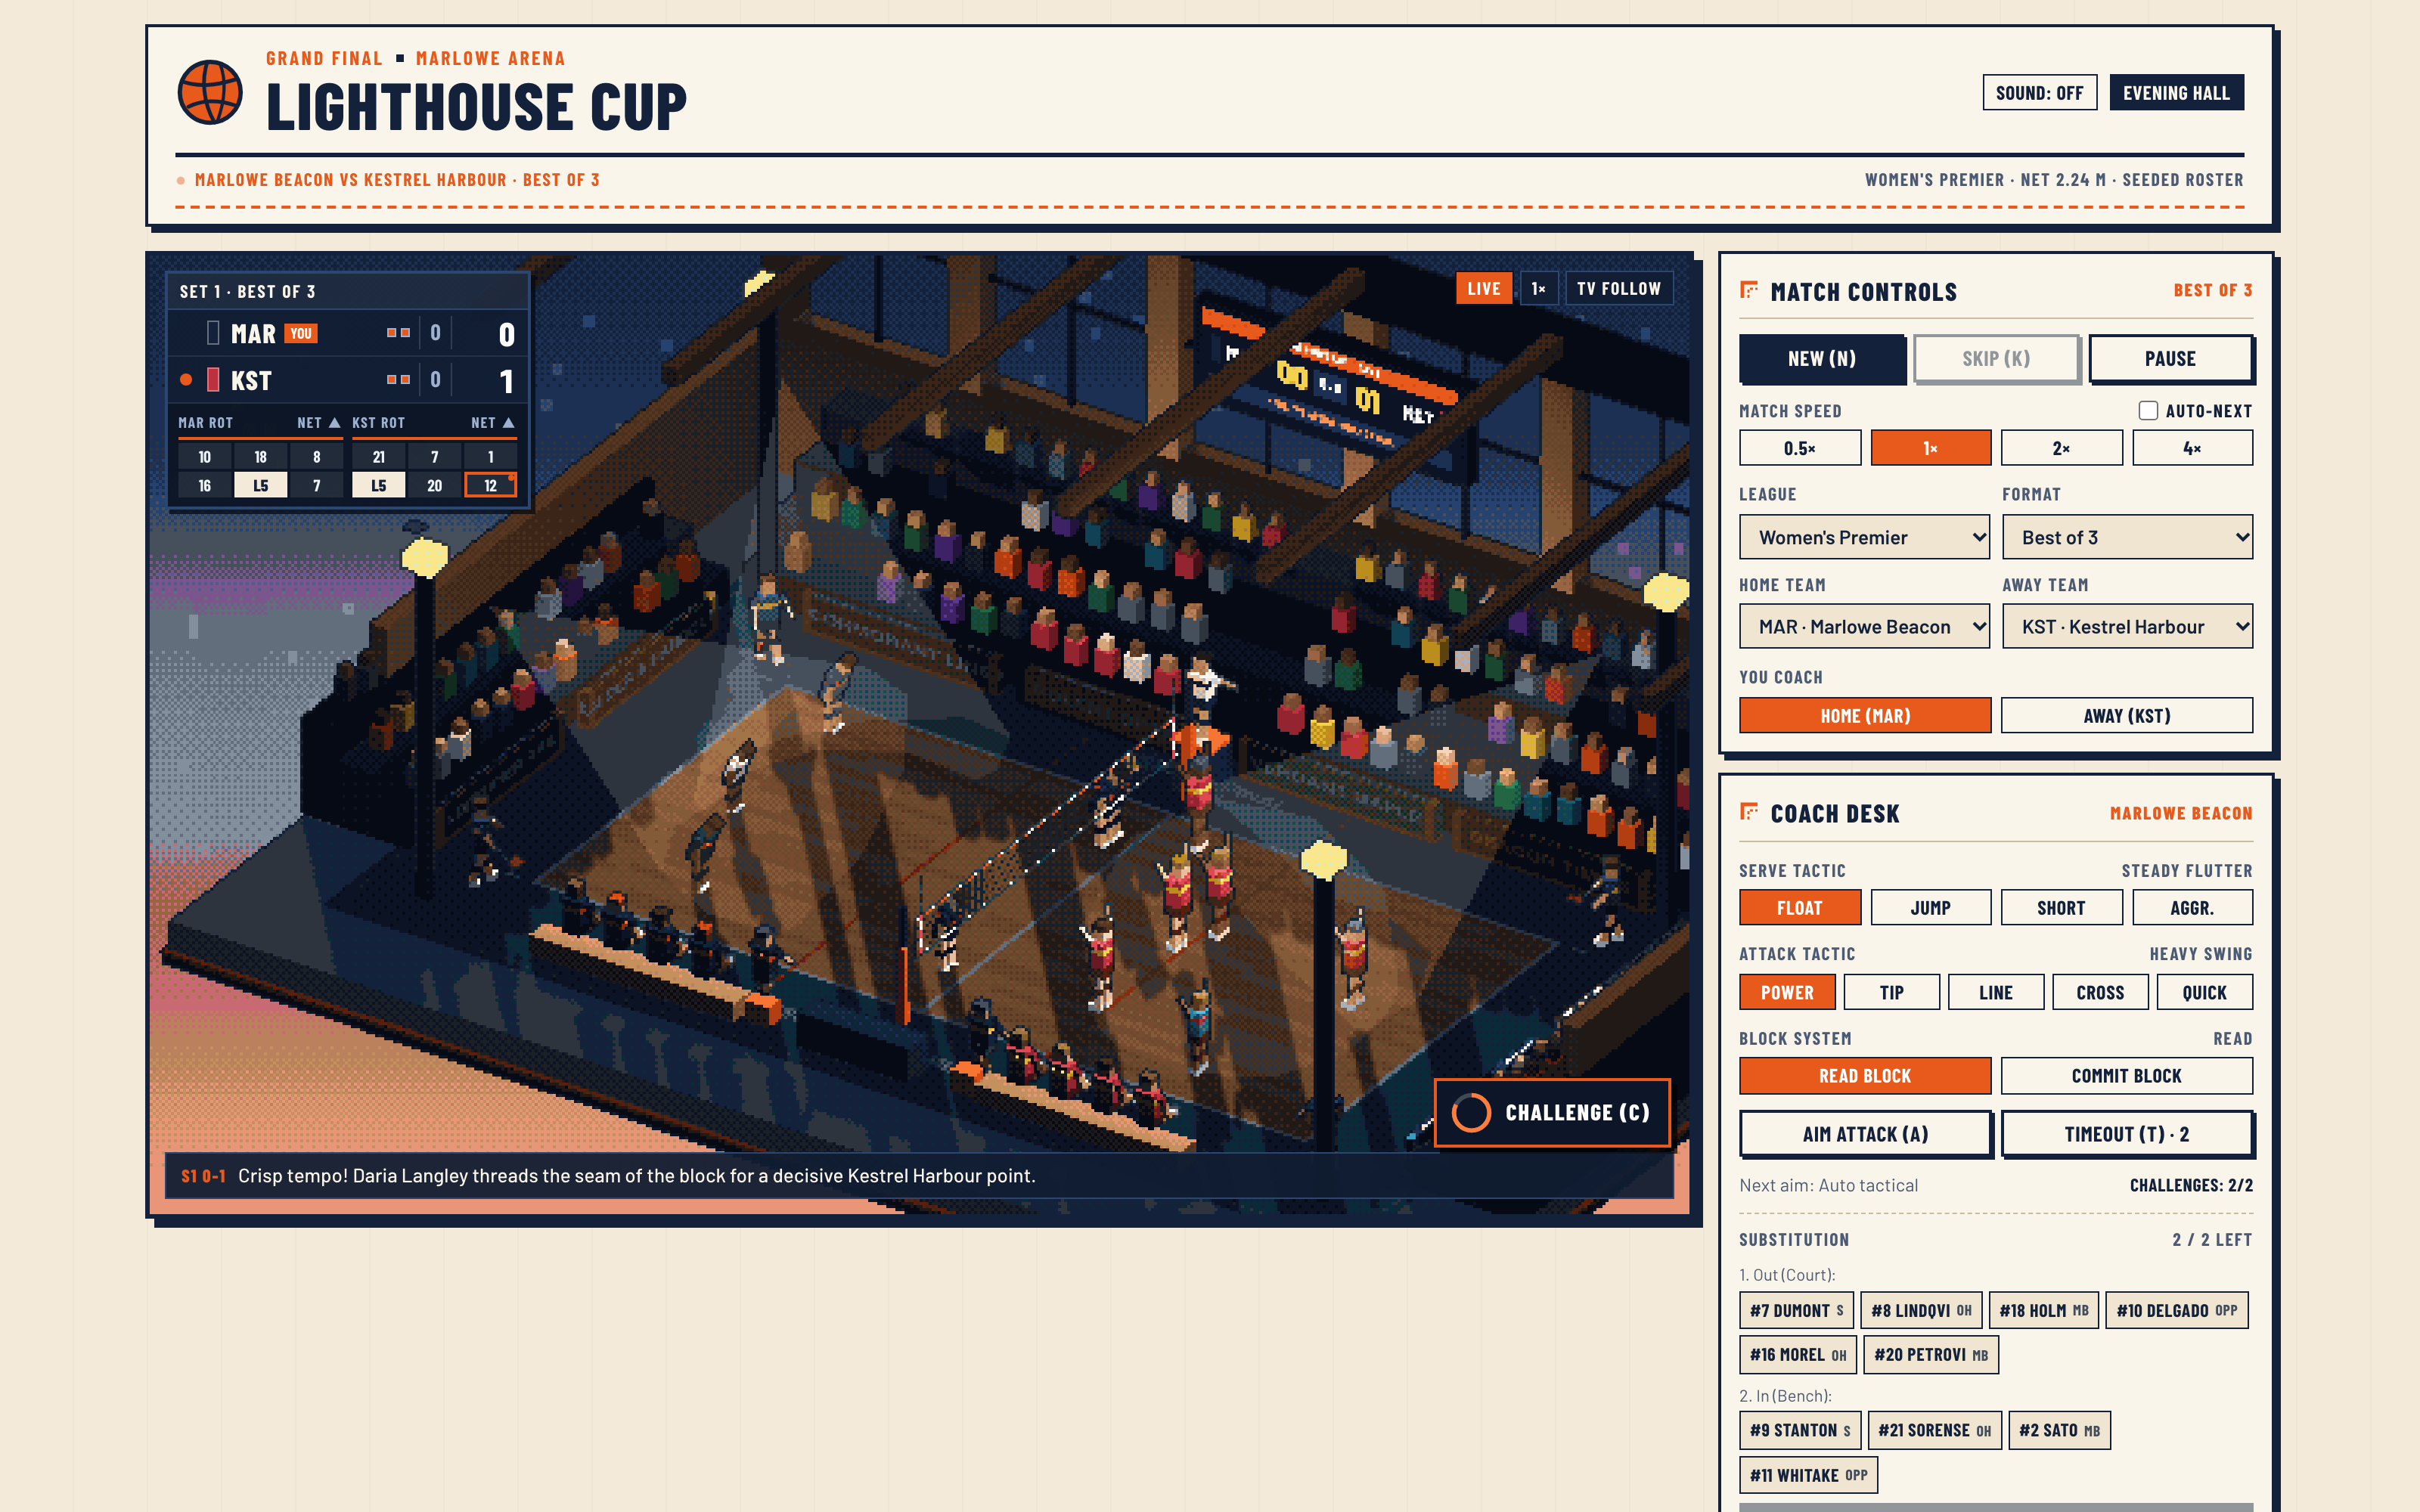 GRAND FINAL ▪ MARLOWE ARENA
LIGHTHOUSE CUP
SOUND: OFF
EVENING HALL
MARLOWE BEACON VS KESTREL HARBOUR · BEST OF 3
WOMEN'S PREMIER · NET 2.24 M · SEEDED ROSTER
SET 1 · BEST OF 3
MAR YOU 0 0
KST 0 1
MAR ROT NET ▲ KST ROT NET ▲
10 18 8 21 7 1
16 L5 7 L5 20 12
LIVE 1× TV FOLLOW
00 01
CHALLENGE (C)
S1 0-1 Crisp tempo! Daria Langley threads the seam of the block for a decisive Kestrel Harbour point.
MATCH CONTROLS BEST OF 3
NEW (N) SKIP (K) PAUSE
MATCH SPEED AUTO-NEXT
0.5× 1× 2× 4×
LEAGUE FORMAT
Women's Premier Best of 3
HOME TEAM AWAY TEAM
MAR · Marlowe Beacon KST · Kestrel Harbour
YOU COACH
HOME (MAR) AWAY (KST)
COACH DESK MARLOWE BEACON
SERVE TACTIC STEADY FLUTTER
FLOAT JUMP SHORT AGGR.
ATTACK TACTIC HEAVY SWING
POWER TIP LINE CROSS QUICK
BLOCK SYSTEM READ
READ BLOCK COMMIT BLOCK
AIM ATTACK (A) TIMEOUT (T) · 2
Next aim: Auto tactical CHALLENGES: 2/2
SUBSTITUTION 2 / 2 LEFT
1. Out (Court):
#7 DUMONT S #8 LINDQVI OH #18 HOLM MB #10 DELGADO OPP
#16 MOREL OH #20 PETROVI MB
2. In (Bench):
#9 STANTON S #21 SORENSE OH #2 SATO MB
#11 WHITAKE OPP